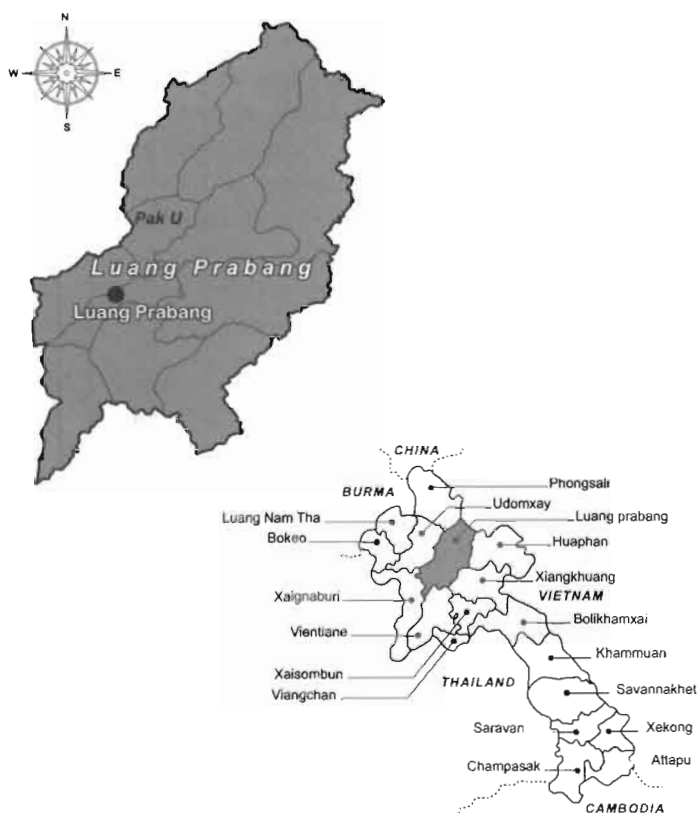 N
W E
S
Pak U
Luang Prabang
Luang Prabang
CHINA
Phongsali
BURMA
Udomxay
Luang Nam Tha
Luang prabang
Bokeo
Huaphan
Xiangkhuang
Xaignaburi
VIETNAM
Bolikhamxai
Vientiane
Khammuan
Xaisombun
THAILAND
Savannakhet
Viangchan
Saravan
Xekong
Champasak
Attapu
CAMBODIA